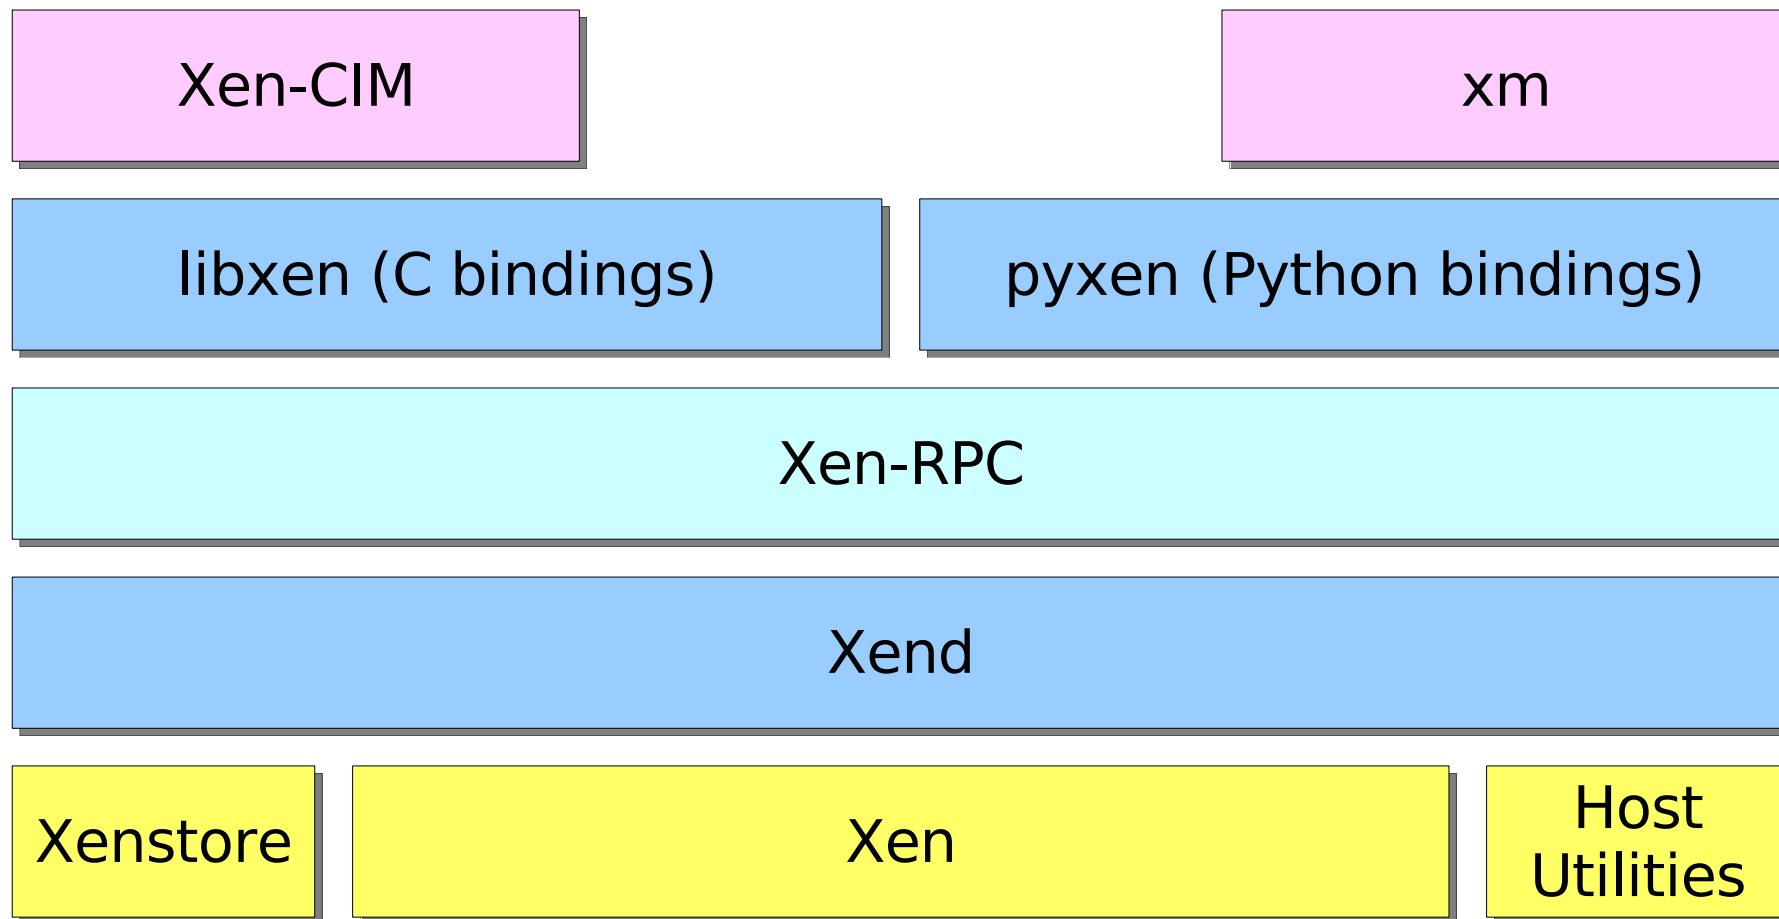 Xen-CIM
xm
libxen (C bindings)
pyxen (Python bindings)
Xen-RPC
Xend
Xenstore
Xen
Host
Utilities